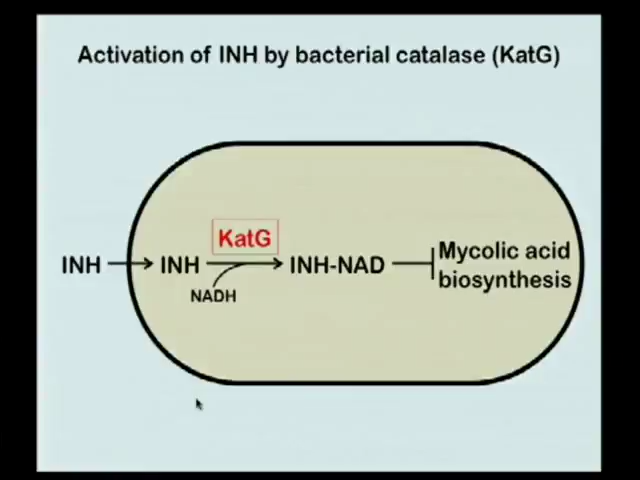 Activation of INH by bacterial catalase (KatG)
KatG
INH
INH
INH-NAD
Mycolic acid
biosynthesis
NADH